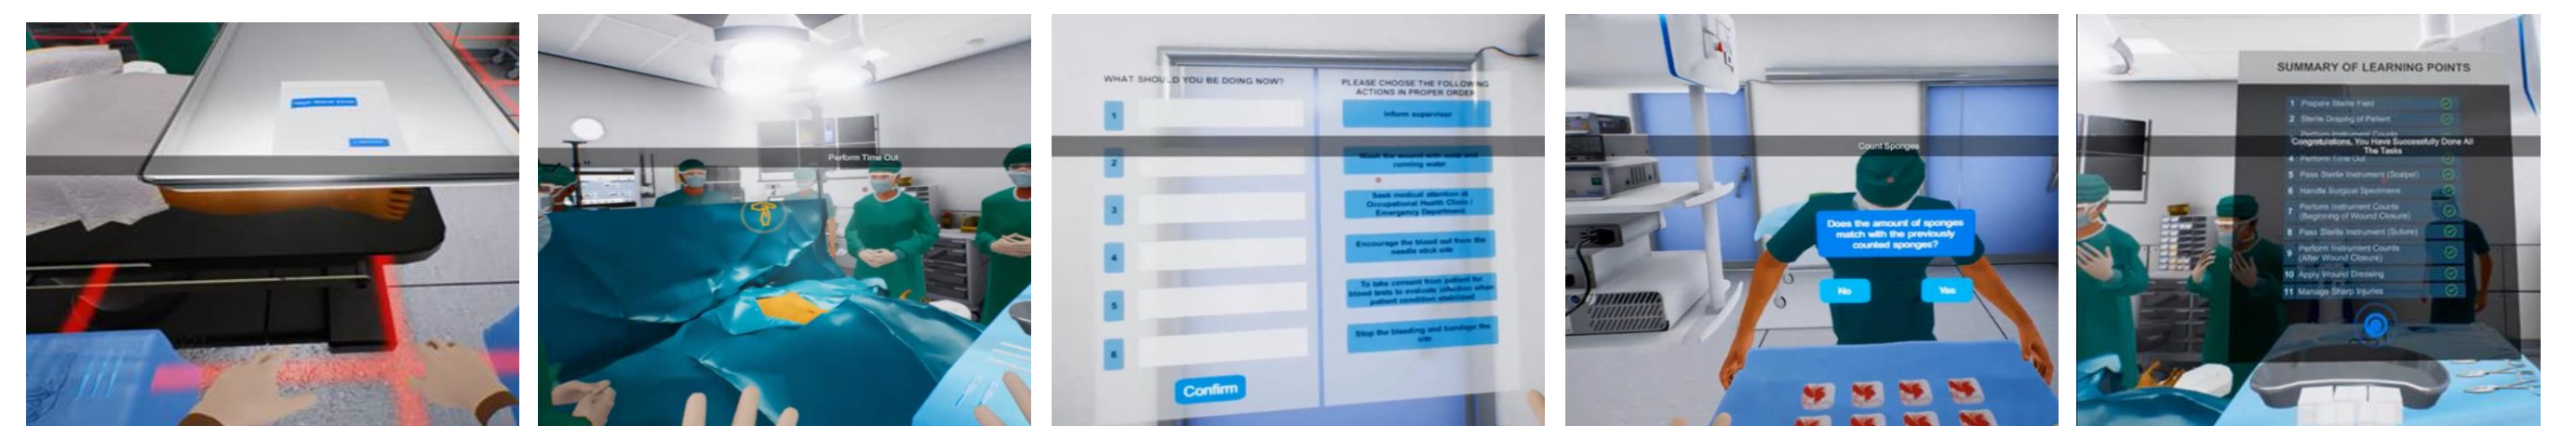 Perform Time Out
WHAT SHOULD YOU BE DOING NOW?
1
2
3
4
5
6
Confirm
PLEASE CHOOSE THE FOLLOWING
ACTIONS IN PROPER ORDER
Inform supervisor
Wash the wound with soap and
running water
Seek medical attention at
Occupational Health Clinic /
Emergency Department
Encourage the blood out from the
needle stick site
To take consent from patient for
blood tests to evaluate infection when
patient condition stabilized
Stop the bleeding and bandage the
site
Count Sponges
Does the amount of sponges
match with the previously
counted sponges?
No
Yes
SUMMARY OF LEARNING POINTS
1 Prepare Sterile Field
2 Sterile Draping of Patient
Perform Instrument Counts
Congratulations, You Have Successfully Done All
The Tasks
4 Perform Time Out
5 Pass Sterile Instrument (Scalpel)
6 Handle Surgical Specimens
7 Perform Instrument Counts
(Beginning of Wound Closure)
8 Pass Sterile Instrument (Suture)
9 Perform Instrument Counts
(After Wound Closure)
10 Apply Wound Dressing
11 Manage Sharp Injuries